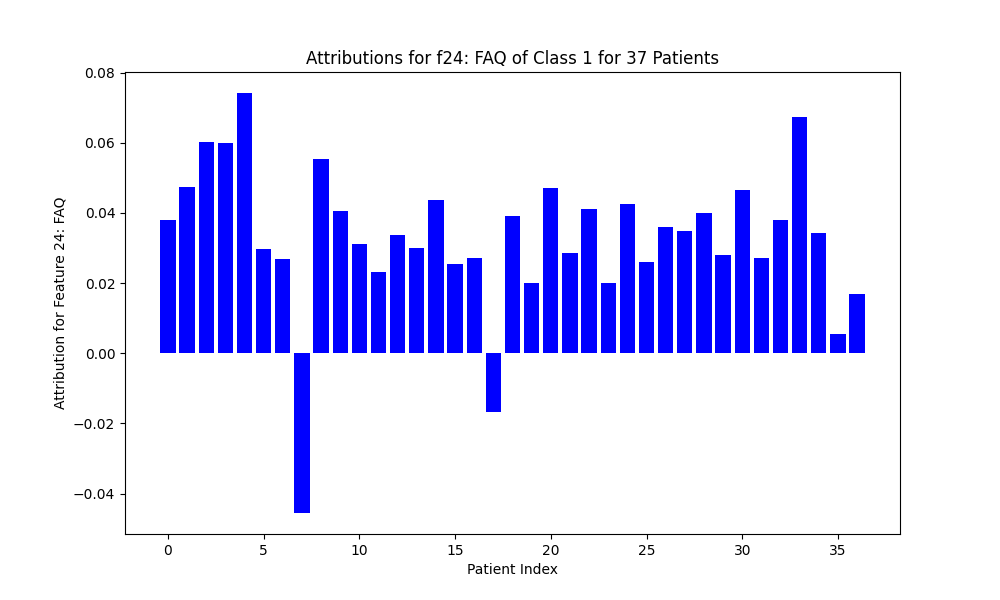 Attributions for f24: FAQ of Class 1 for 37 Patients
Attribution for Feature 24: FAQ
0.08
0.06
0.04
0.02
0.00
−0.02
−0.04
0 5 10 15 20 25 30 35
Patient Index